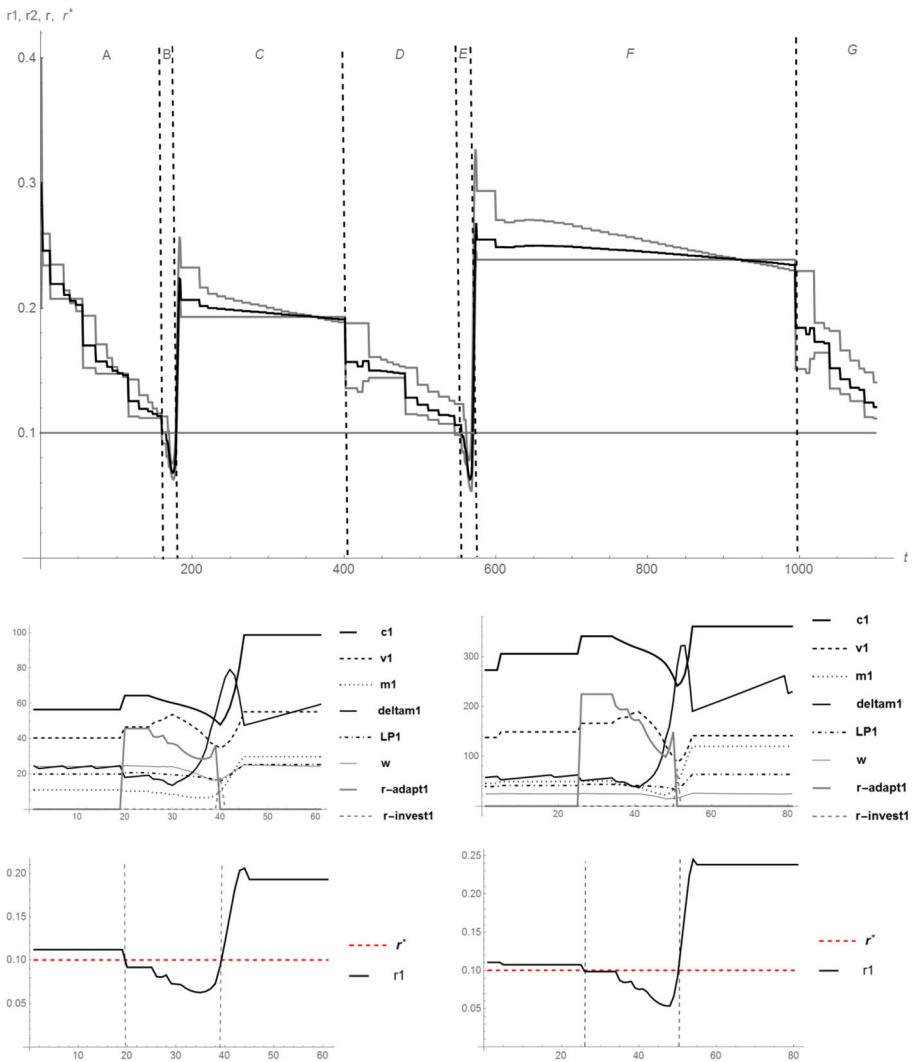 r1, r2, r, r*
A B C D E F G
0.4
0.3
0.2
0.1
200 400 600 800 1000 t
100
80
60
40
20
0 10 20 30 40 50 60
c1
v1
m1
deltam1
LP1
w
r-adapt1
r-invest1
300
200
100
0 20 40 60 80
c1
v1
m1
deltam1
LP1
w
r-adapt1
r-invest1
0.20
0.15
0.10
0.05
0 10 20 30 40 50 60
r*
r1
0.25
0.20
0.15
0.10
0.05
0 20 40 60 80
r*
r1